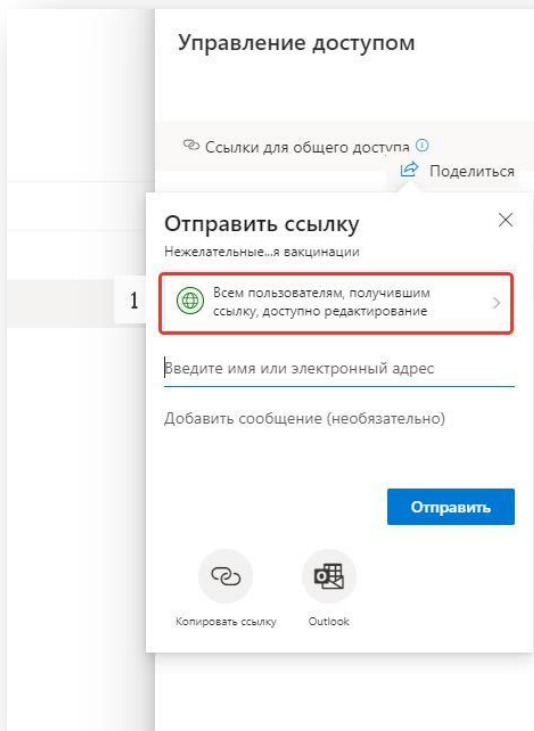 Управление доступом
Ссылки для общего доступа
Поделиться
Отправить ссылку
Нежелательные...я вакцинации
1
Всем пользователям, получившим
ссылку, доступно редактирование
Введите имя или электронный адрес
Добавить сообщение (необязательно)
Отправить
Копировать ссылку
Outlook